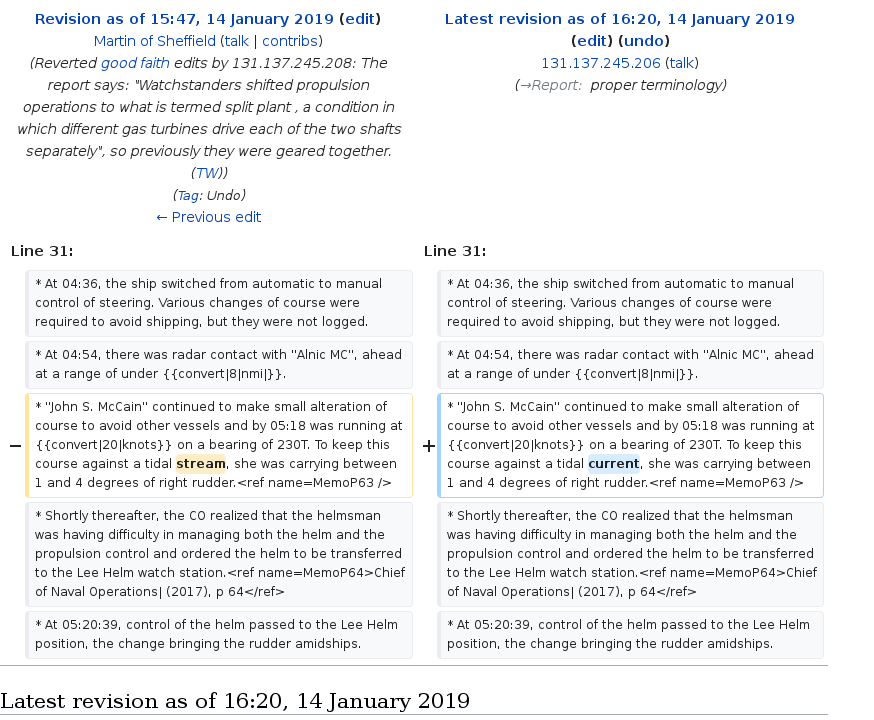 Revision as of 15:47, 14 January 2019 (edit)
Martin of Sheffield (talk | contribs)
(Reverted good faith edits by 131.137.245.208: The
report says: "Watchstanders shifted propulsion
operations to what is termed split plant , a condition in
which different gas turbines drive each of the two shafts
separately", so previously they were geared together.
(TW))
(Tag: Undo)
← Previous edit
Latest revision as of 16:20, 14 January 2019
(edit) (undo)
131.137.245.206 (talk)
(→Report: proper terminology)
Line 31:
* At 04:36, the ship switched from automatic to manual
control of steering. Various changes of course were
required to avoid shipping, but they were not logged.
* At 04:54, there was radar contact with ''Alnic MC'', ahead
at a range of under {{convert|8|nmi|}}.
− * ''John S. McCain'' continued to make small alteration of
course to avoid other vessels and by 05:18 was running at
{{convert|20|knots}} on a bearing of 230T. To keep this
course against a tidal stream, she was carrying between
1 and 4 degrees of right rudder.<ref name=MemoP63 />
* Shortly thereafter, the CO realized that the helmsman
was having difficulty in managing both the helm and the
propulsion control and ordered the helm to be transferred
to the Lee Helm watch station.<ref name=MemoP64>Chief
of Naval Operations| (2017), p 64</ref>
* At 05:20:39, control of the helm passed to the Lee Helm
position, the change bringing the rudder amidships.
Line 31:
* At 04:36, the ship switched from automatic to manual
control of steering. Various changes of course were
required to avoid shipping, but they were not logged.
* At 04:54, there was radar contact with ''Alnic MC'', ahead
at a range of under {{convert|8|nmi|}}.
+ * ''John S. McCain'' continued to make small alteration of
course to avoid other vessels and by 05:18 was running at
{{convert|20|knots}} on a bearing of 230T. To keep this
course against a tidal current, she was carrying between
1 and 4 degrees of right rudder.<ref name=MemoP63 />
* Shortly thereafter, the CO realized that the helmsman
was having difficulty in managing both the helm and the
propulsion control and ordered the helm to be transferred
to the Lee Helm watch station.<ref name=MemoP64>Chief
of Naval Operations| (2017), p 64</ref>
* At 05:20:39, control of the helm passed to the Lee Helm
position, the change bringing the rudder amidships.
Latest revision as of 16:20, 14 January 2019